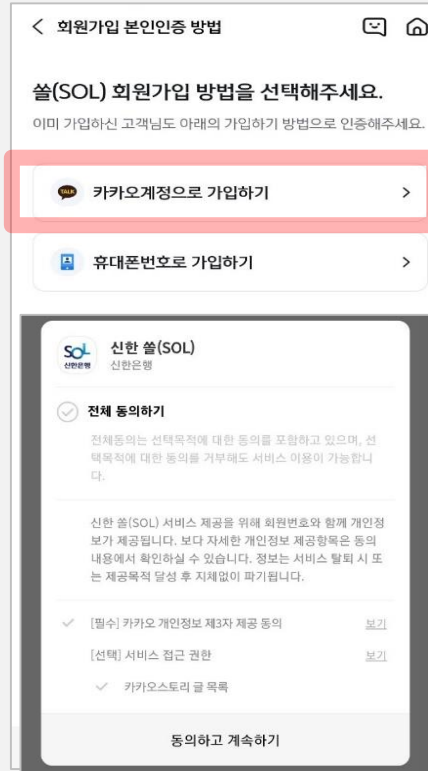 회원가입 본인인증 방법
쏠(SOL) 회원가입 방법을 선택해주세요.
이미 가입하신 고객님도 아래의 가입하기 방법으로 인증해주세요.
TALK
카카오계정으로 가입하기
휴대폰번호로 가입하기
SOL
신한은행
신한 쏠(SOL)
신한은행
전체 동의하기
전체동의는 선택목적에 대한 동의를 포함하고 있으며, 선
택목적에 대한 동의를 거부해도 서비스 이용이 가능합니
다.
신한 쏠(SOL) 서비스 제공을 위해 회원번호와 함께 개인정
보가 제공됩니다. 보다 자세한 개인정보 제공항목은 동의
내용에서 확인하실 수 있습니다. 정보는 서비스 탈퇴 시 또
는 제공목적 달성 후 지체없이 파기됩니다.
[필수] 카카오 개인정보 제3자 제공 동의 보기
[선택] 서비스 접근 권한 보기
카카오스토리 글 목록
동의하고 계속하기